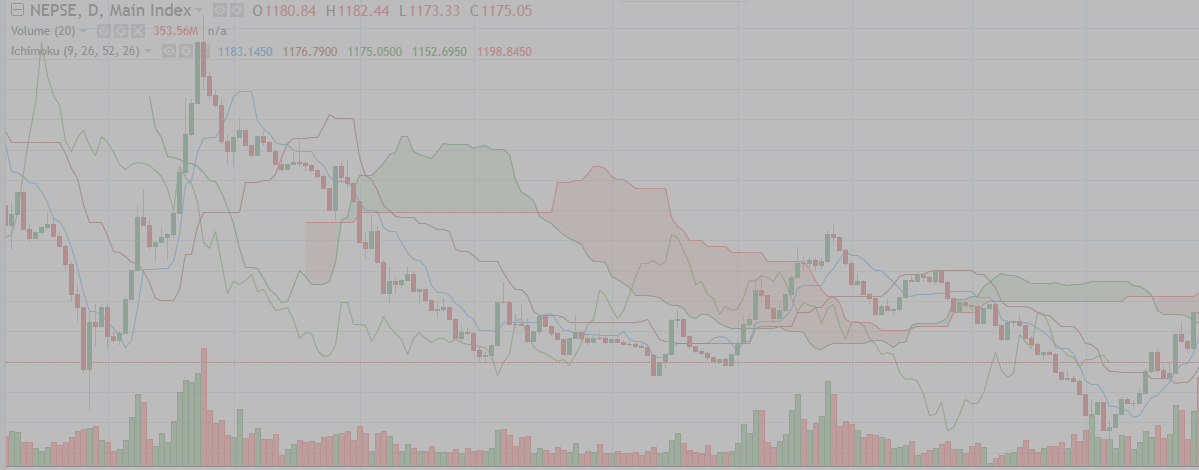 NEPSE, D, Main Index O1180.84 H1182.44 L1173.33 C1175.05
Volume (20) 353.56M n/a
Ichimoku (9, 26, 52, 26) 1183.1450 1176.7900 1175.0500 1152.6950 1198.8450